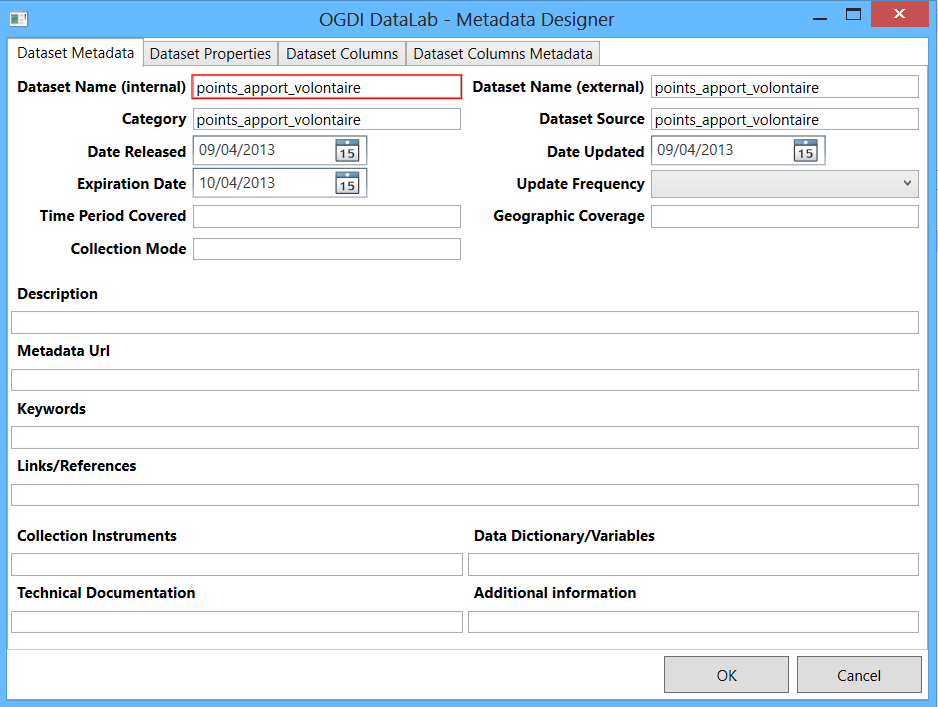 OGDI DataLab - Metadata Designer
Dataset Metadata Dataset Properties Dataset Columns Dataset Columns Metadata
Dataset Name (internal) points_apport_volontaire Dataset Name (external) points_apport_volontaire
Category points_apport_volontaire Dataset Source points_apport_volontaire
Date Released 09/04/2013 15 Date Updated 09/04/2013 15
Expiration Date 10/04/2013 15 Update Frequency
Time Period Covered Geographic Coverage
Collection Mode
Description
Metadata Url
Keywords
Links/References
Collection Instruments Data Dictionary/Variables
Technical Documentation Additional information
OK Cancel